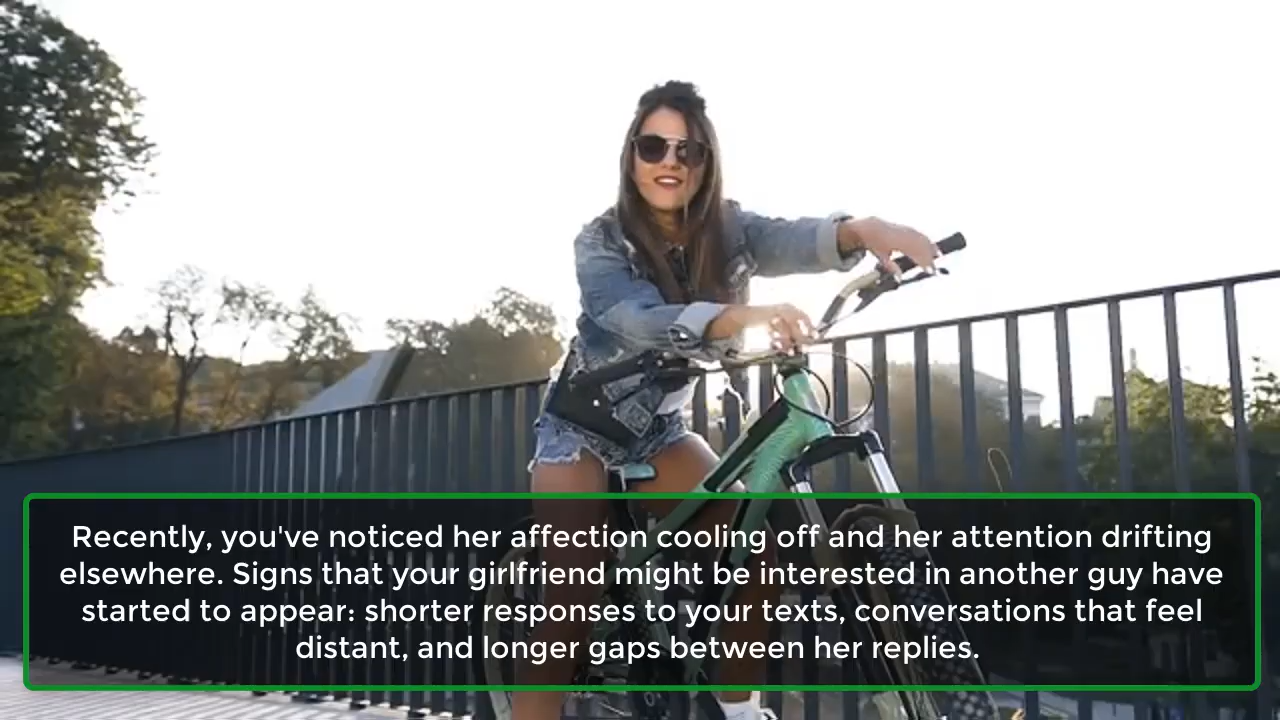 Recently, you've noticed her affection cooling off and her attention drifting
elsewhere. Signs that your girlfriend might be interested in another guy have
started to appear: shorter responses to your texts, conversations that feel
distant, and longer gaps between her replies.